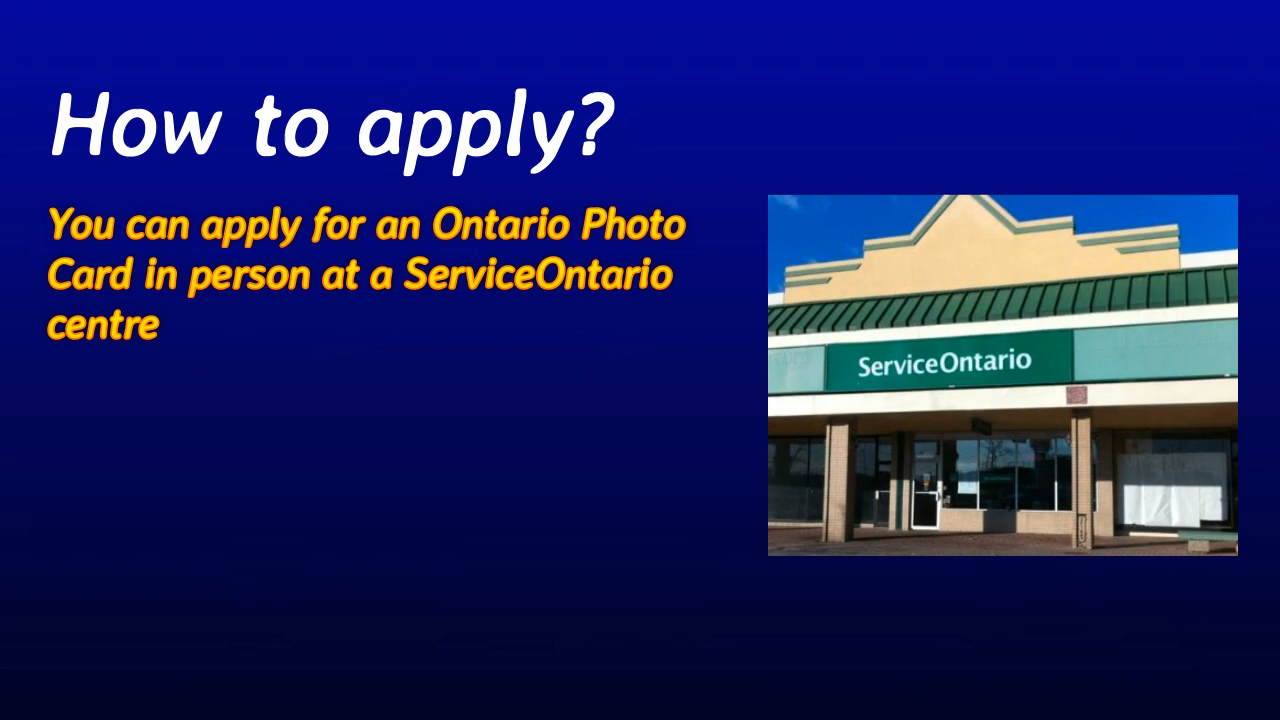 How to apply?
You can apply for an Ontario Photo
Card in person at a ServiceOntario
centre
ServiceOntario